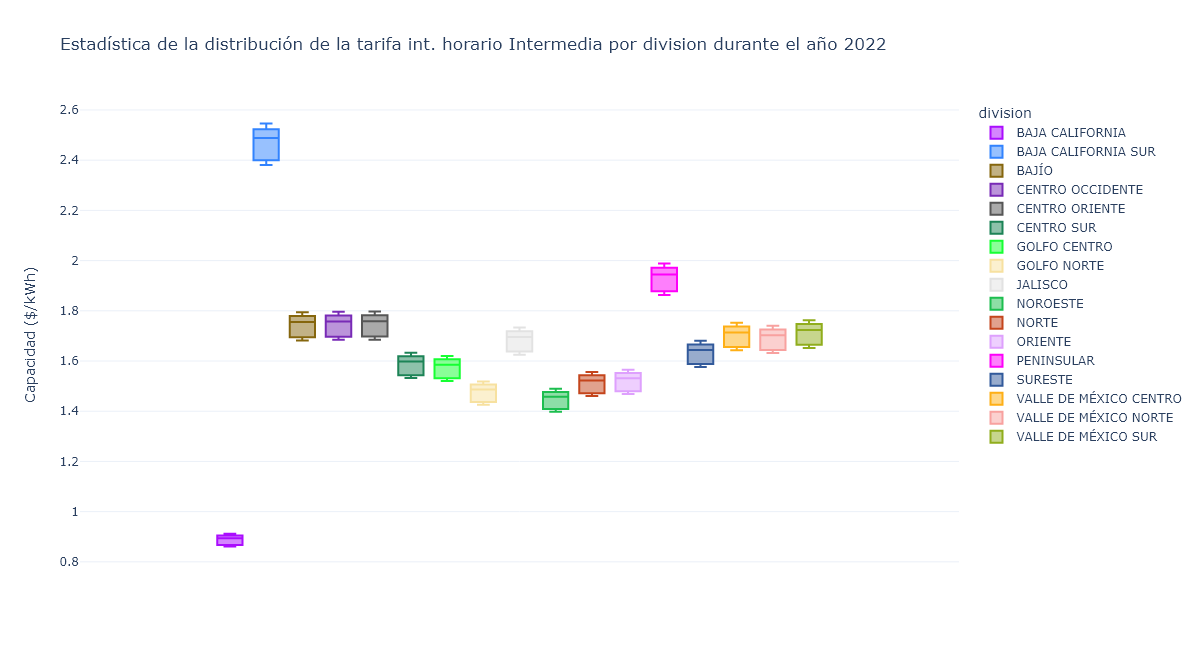 Estadística de la distribución de la tarifa int. horario Intermedia por division durante el año 2022
Capacidad ($/kWh)
2.6
2.4
2.2
2
1.8
1.6
1.4
1.2
1
0.8
division
BAJA CALIFORNIA
BAJA CALIFORNIA SUR
BAJÍO
CENTRO OCCIDENTE
CENTRO ORIENTE
CENTRO SUR
GOLFO CENTRO
GOLFO NORTE
JALISCO
NOROESTE
NORTE
ORIENTE
PENINSULAR
SURESTE
VALLE DE MÉXICO CENTRO
VALLE DE MÉXICO NORTE
VALLE DE MÉXICO SUR